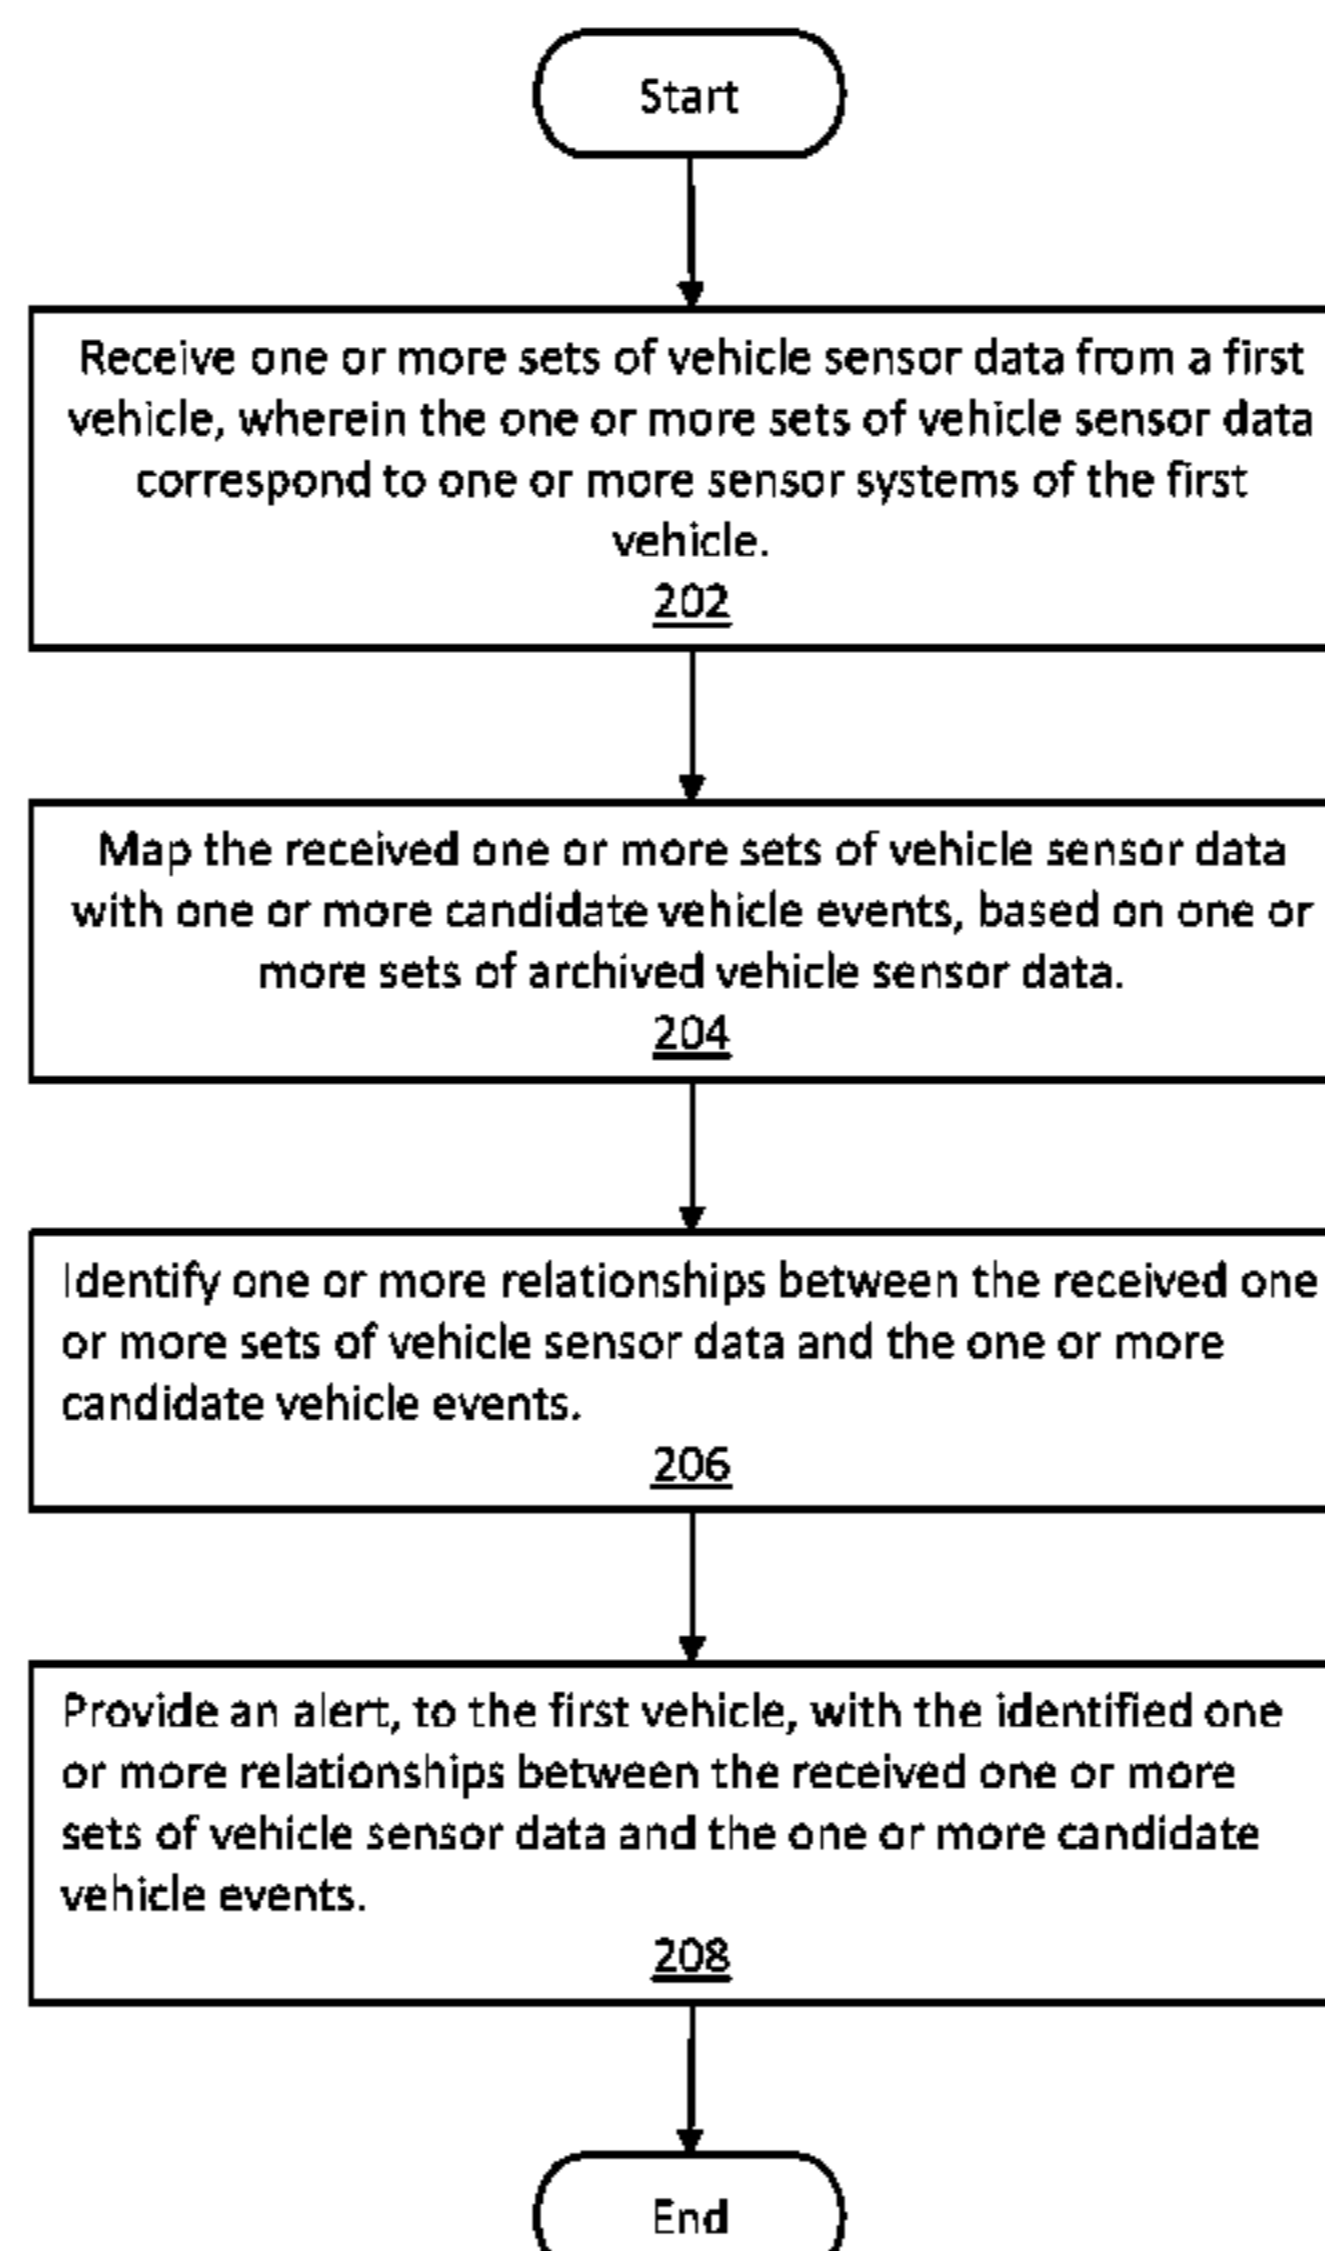 Start
Receive one or more sets of vehicle sensor data from a first
vehicle, wherein the one or more sets of vehicle sensor data
correspond to one or more sensor systems of the first
vehicle.
202
Map the received one or more sets of vehicle sensor data
with one or more candidate vehicle events, based on one or
more sets of archived vehicle sensor data.
204
Identify one or more relationships between the received one
or more sets of vehicle sensor data and the one or more
candidate vehicle events.
206
Provide an alert, to the first vehicle, with the identified one
or more relationships between the received one or more
sets of vehicle sensor data and the one or more candidate
vehicle events.
208
End